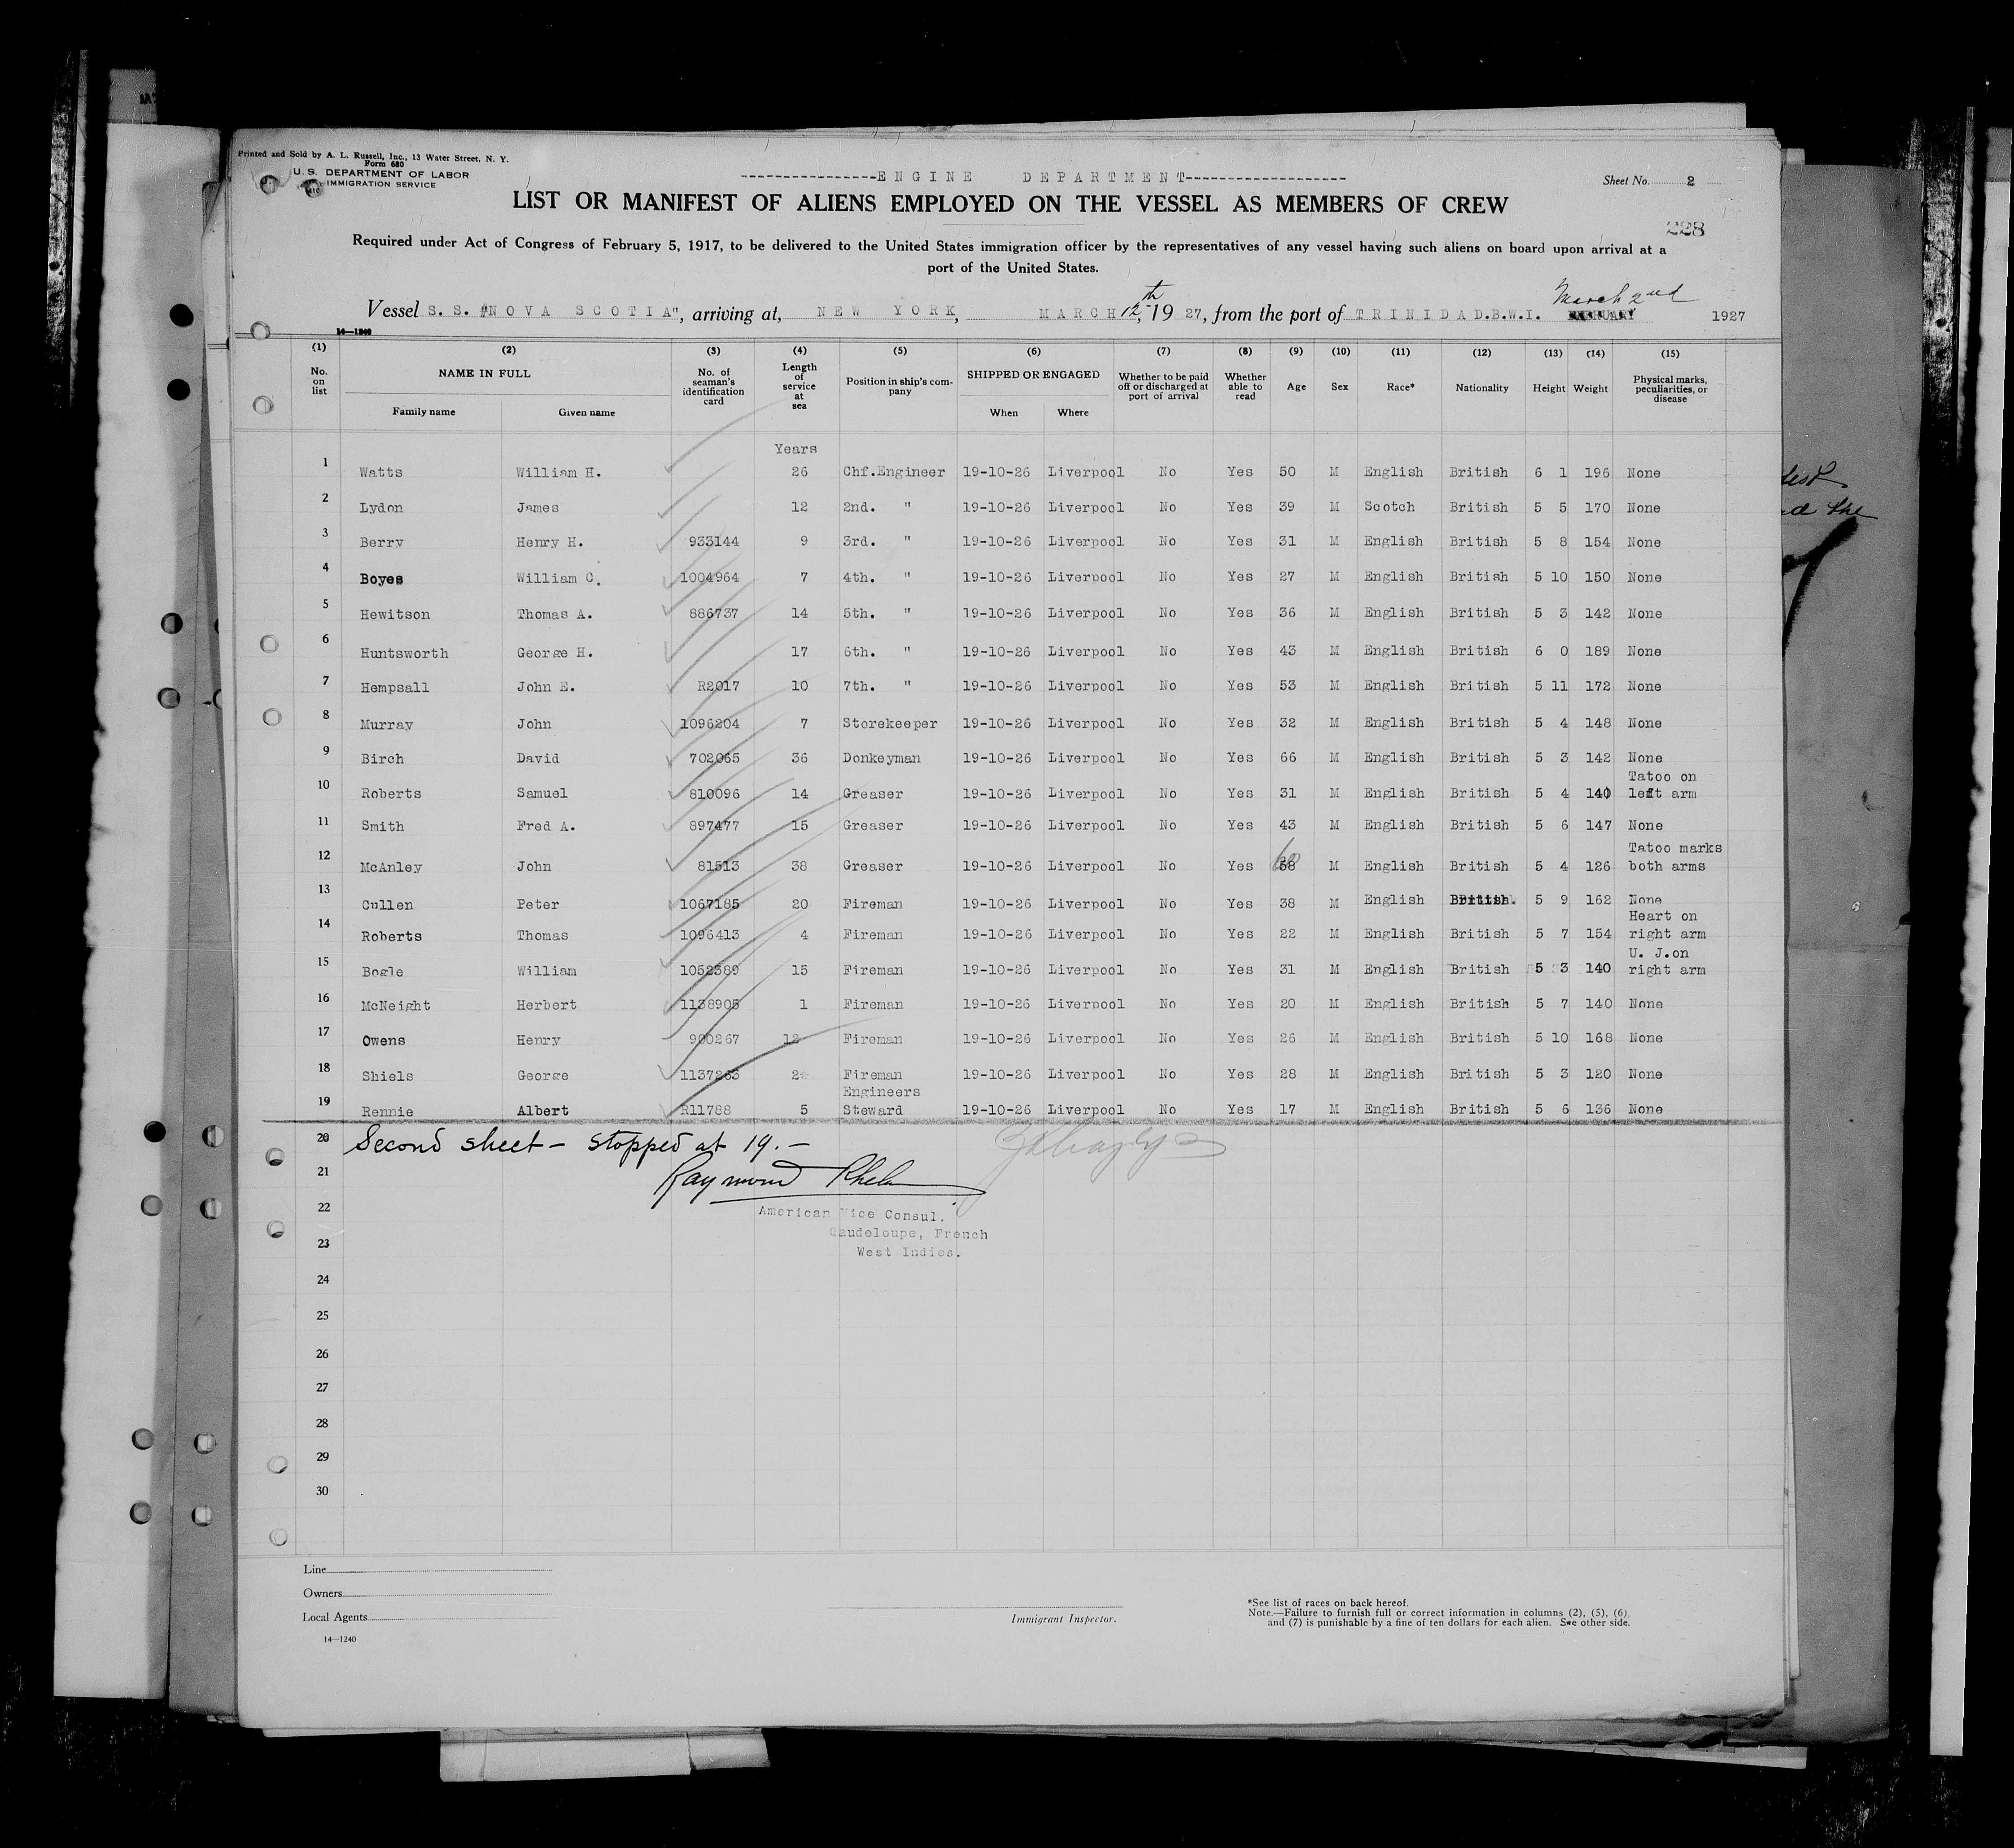 Printed and Sold by A. L. Russell, Inc., 13 Water Street, N. Y.
Form 680
U. S. DEPARTMENT OF LABOR
IMMIGRATION SERVICE
ENGINE DEPARTMENT
Sheet No. 2
LIST OR MANIFEST OF ALIENS EMPLOYED ON THE VESSEL AS MEMBERS OF CREW
228
Required under Act of Congress of February 5, 1917, to be delivered to the United States immigration officer by the representatives of any vessel having such aliens on board upon arrival at a
port of the United States.
Vessel S. S. "NOVA SCOTIA", arriving at, NEW YORK, MARCH 12th, 19 27, from the port of TRINIDAD.B.W.I. March 2nd 1927
14—1240
(1) (2) (3) (4) (5) (6) (7) (8) (9) (10) (11) (12) (13) (14) (15)
No. on list NAME IN FULL Family name Given name No. of seaman's identification card Length of service at sea Position in ship's company SHIPPED OR ENGAGED When Where Whether to be paid off or discharged at port of arrival Whether able to read Age Sex Race* Nationality Height Weight Physical marks, peculiarities, or disease
Years
1 Watts William H. 26 Chf.Engineer 19-10-26 Liverpool No Yes 50 M English British 6 1 196 None
2 Lydon James 12 2nd. " 19-10-26 Liverpool No Yes 39 M Scotch British 5 5 170 None
3 Berry Henry H. 933144 9 3rd. " 19-10-26 Liverpool No Yes 31 M English British 5 8 154 None
4 Boyes William C. 1004964 7 4th. " 19-10-26 Liverpool No Yes 27 M English British 5 10 150 None
5 Hewitson Thomas A. 886737 14 5th. " 19-10-26 Liverpool No Yes 36 M English British 5 3 142 None
6 Huntsworth George H. 17 6th. " 19-10-26 Liverpool No Yes 43 M English British 6 0 189 None
7 Hempsall John E. R2017 10 7th. " 19-10-26 Liverpool No Yes 53 M English British 5 11 172 None
8 Murray John 1096204 7 Storekeeper 19-10-26 Liverpool No Yes 32 M English British 5 4 148 None
9 Birch David 702065 36 Donkeyman 19-10-26 Liverpool No Yes 66 M English British 5 3 142 None
10 Roberts Samuel 810096 14 Greaser 19-10-26 Liverpool No Yes 31 M English British 5 4 140 Tatoo on left arm
11 Smith Fred A. 897477 15 Greaser 19-10-26 Liverpool No Yes 43 M English British 5 6 147 None
12 McAnley John 81513 38 Greaser 19-10-26 Liverpool No Yes 58 60 M English British 5 4 126 Tatoo marks both arms
13 Cullen Peter 1067185 20 Fireman 19-10-26 Liverpool No Yes 38 M English British. 5 9 162 None
14 Roberts Thomas 1096413 4 Fireman 19-10-26 Liverpool No Yes 22 M English British 5 7 154 Heart on right arm
15 Bogle William 1052389 15 Fireman 19-10-26 Liverpool No Yes 31 M English British 5 3 140 U. J.on right arm
16 McNeight Herbert 1138905 1 Fireman 19-10-26 Liverpool No Yes 20 M English British 5 7 140 None
17 Owens Henry 900267 12 Fireman 19-10-26 Liverpool No Yes 26 M English British 5 10 168 None
18 Shiels George 1137263 2 Fireman 19-10-26 Liverpool No Yes 28 M English British 5 3 120 None
19 Rennie Albert R11788 5 Engineers Steward 19-10-26 Liverpool No Yes 17 M English British 5 6 136 None
20 Second sheet – stopped at 19.–
21 Raymond
22 American Vice Consul.
23 Gaudeloupe, French
West Indies.
24
25
26
27
28
29
30
Line
Owners
Local Agents
14—1240
Immigrant Inspector.
*See list of races on back hereof.
Note.—Failure to furnish full or correct information in columns (2), (5), (6),
and (7) is punishable by a fine of ten dollars for each alien. See other side.